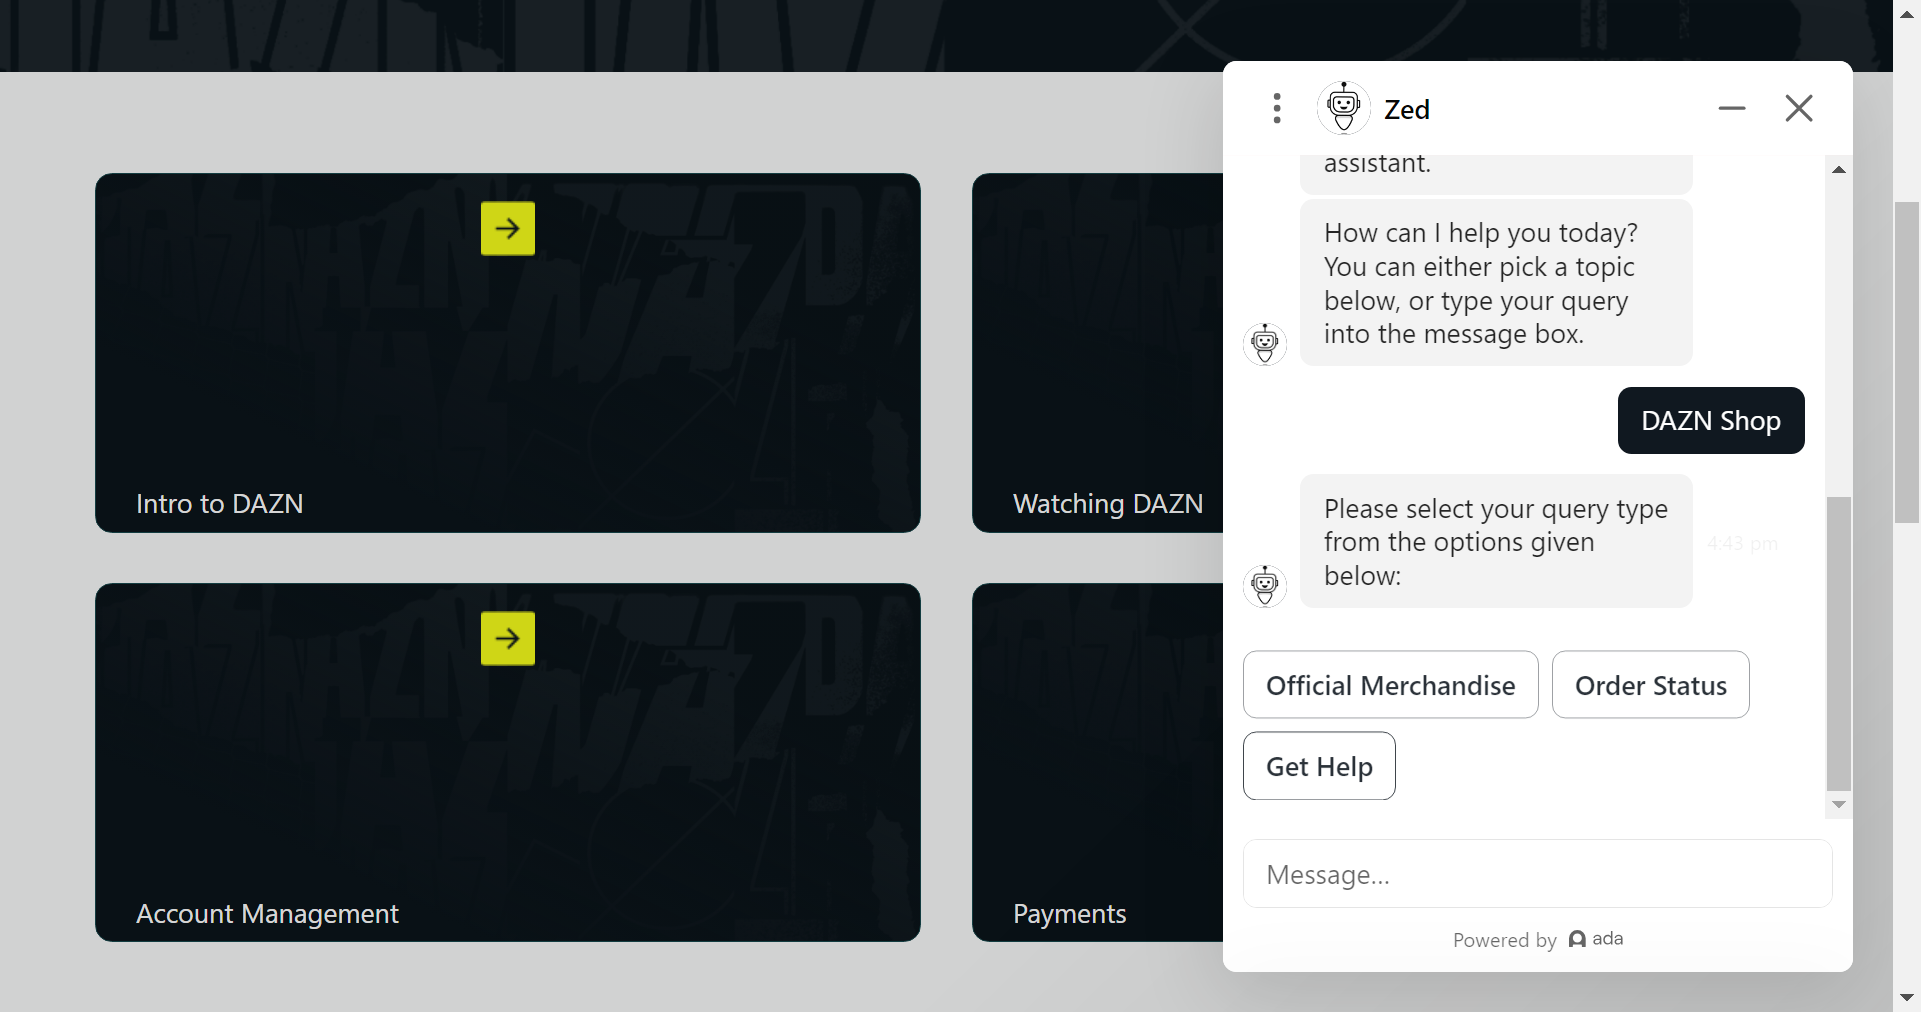 Zed
assistant.
How can I help you today?
You can either pick a topic
below, or type your query
into the message box.
DAZN Shop
Please select your query type
from the options given
below:
4:43 pm
Official Merchandise
Order Status
Get Help
Message...
Powered by ada
Intro to DAZN
Watching DAZN
Account Management
Payments